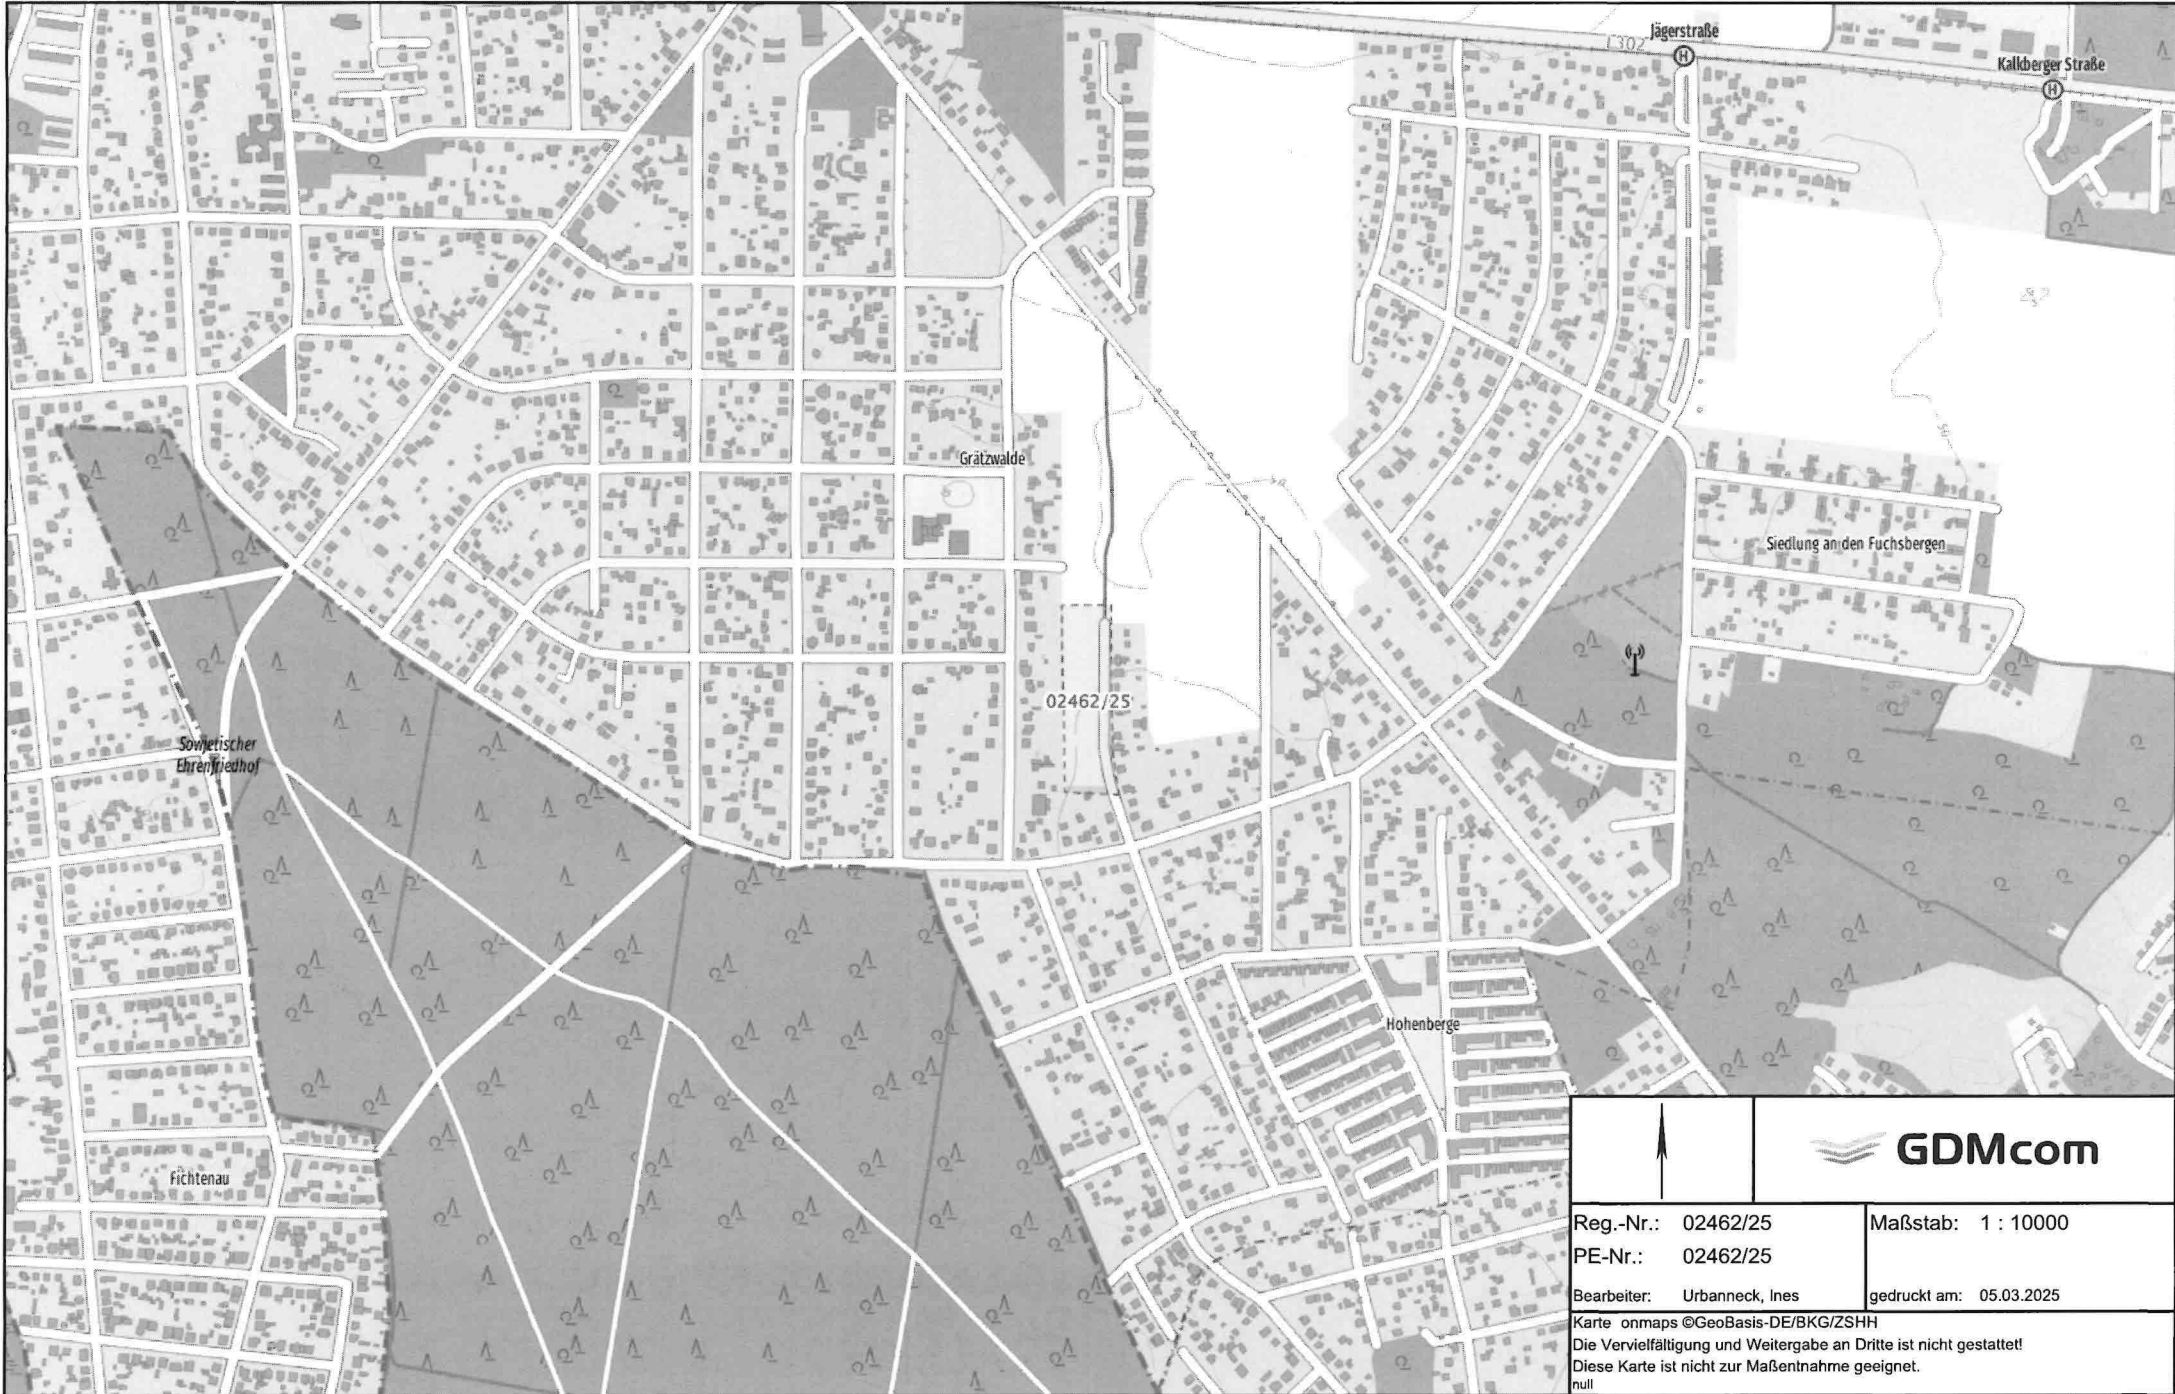 Jägerstraße
L302
H
Kalkberger Straße
H
Grätzwalde
Siedlung an den Fuchsbergen
02462/25
Sowjetischer
Ehrenfriedhof
Hohenberge
Fichtenau
GDMcom
Reg.-Nr.: 02462/25
Maßstab: 1 : 10000
PE-Nr.: 02462/25
Bearbeiter: Urbanneck, Ines
gedruckt am: 05.03.2025
Karte onmaps ©GeoBasis-DE/BKG/ZSHH
Die Vervielfältigung und Weitergabe an Dritte ist nicht gestattet!
Diese Karte ist nicht zur Maßentnahme geeignet.
null